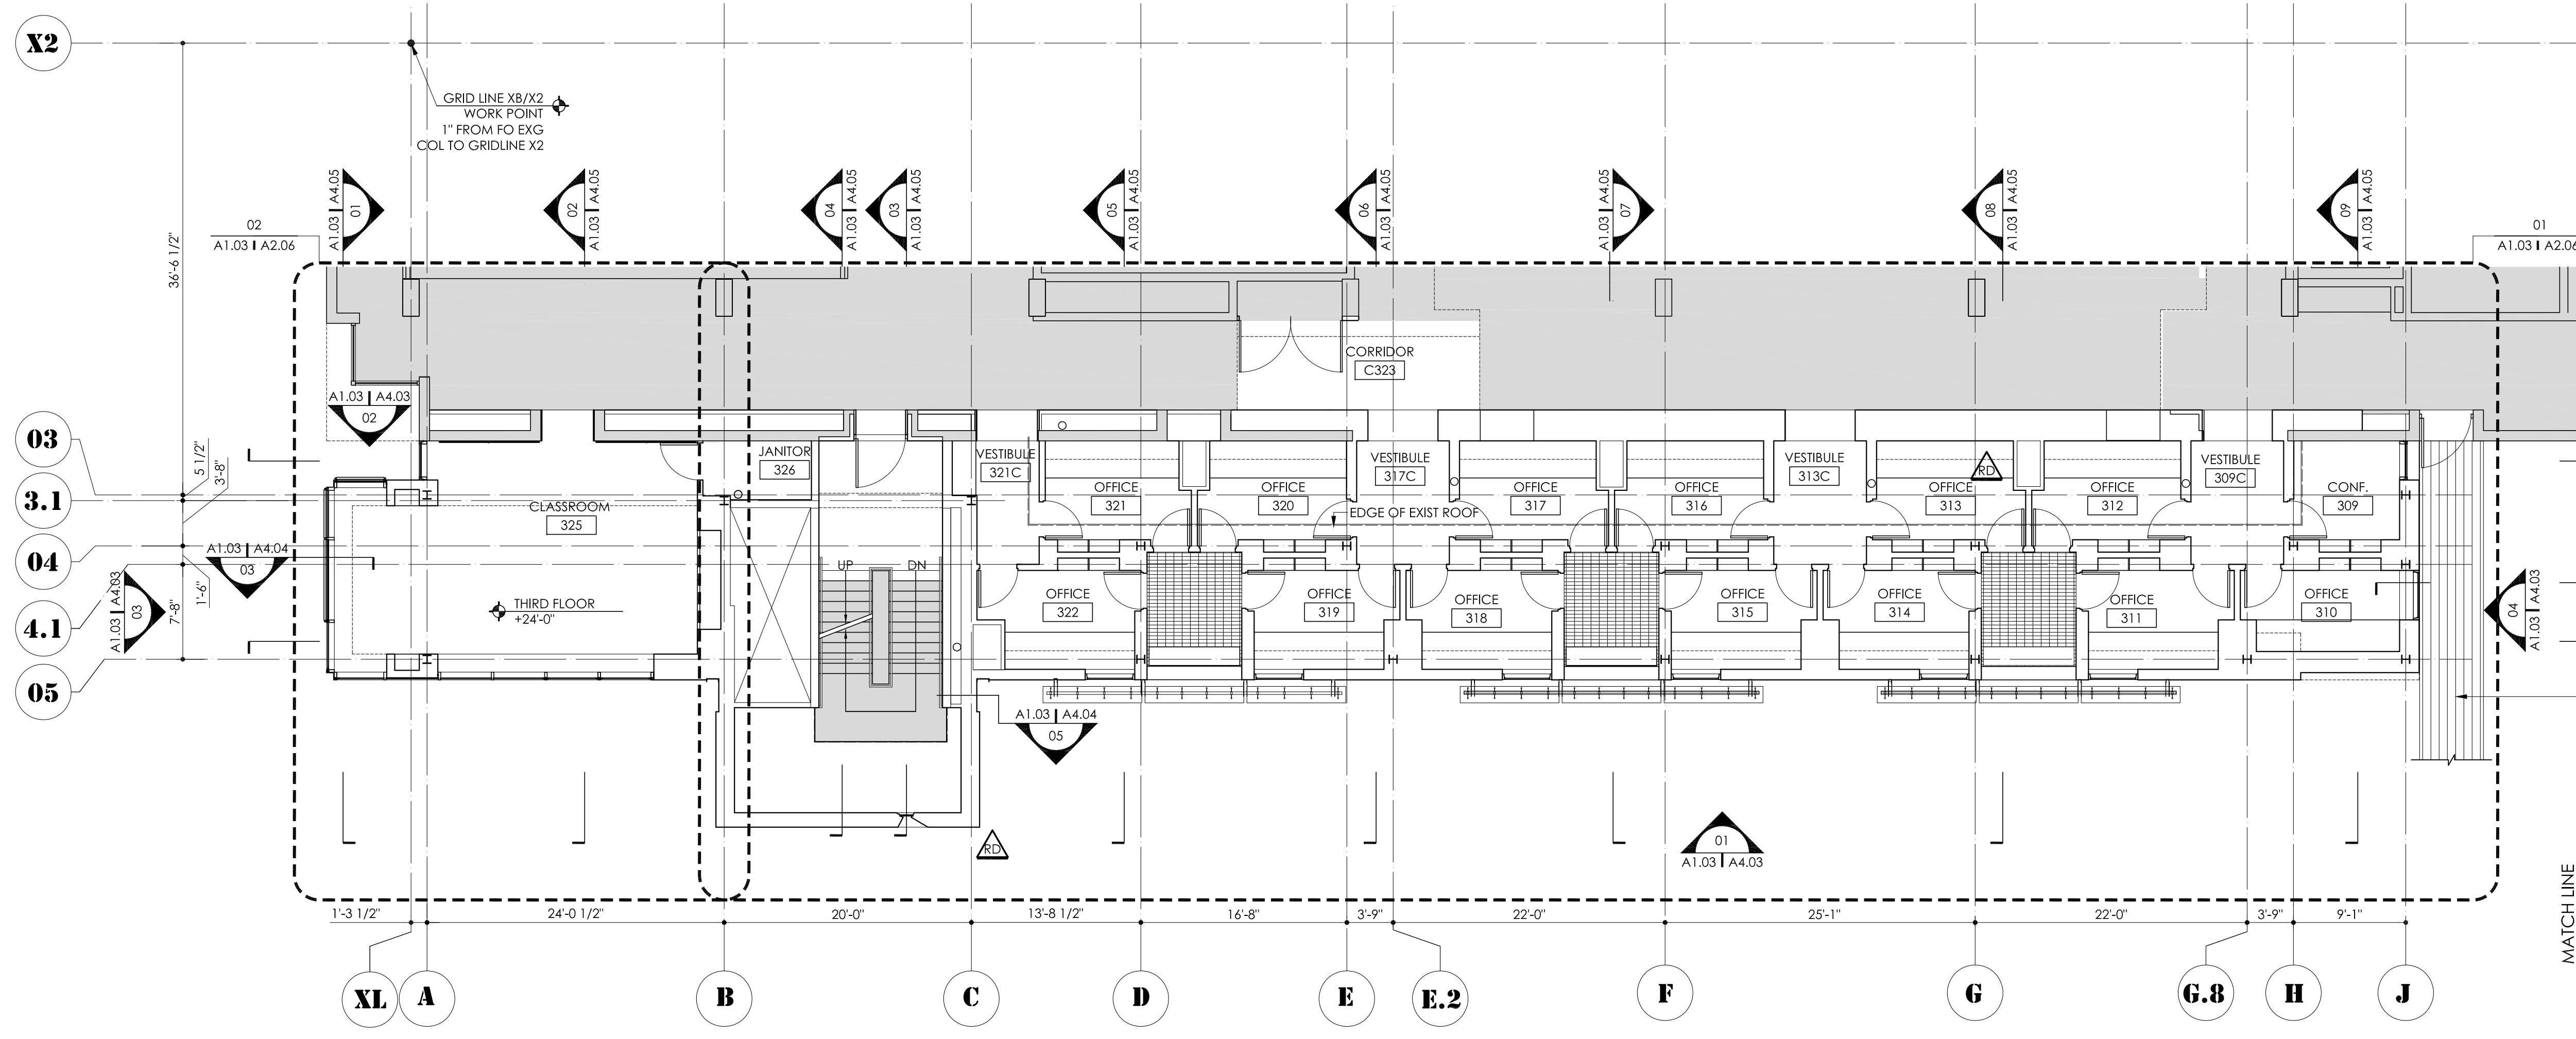 X2
GRID LINE XB/X2
WORK POINT
1" FROM FO EXG
COL TO GRIDLINE X2
36'-6 1/2"
02
A1.03 A2.06
01
A1.03 A4.05
02
A1.03 A4.05
04
A1.03 A4.05
03
A1.03 A4.05
05
A1.03 A4.05
06
A1.03 A4.05
07
A1.03 A4.05
08
A1.03 A4.05
09
A1.03 A4.05
01
A1.03 A2.06
CORRIDOR
C323
A1.03 A4.03
02
03
3.1
04
4.1
05
5 1/2"
3'-8"
1'-6"
7'-8"
A1.03 A4.04
03
A1.03 A4.03
03
CLASSROOM
325
THIRD FLOOR
+24'-0"
JANITOR
326
UP
DN
VESTIBULE
321C
OFFICE
321
OFFICE
320
EDGE OF EXIST ROOF
VESTIBULE
317C
OFFICE
317
OFFICE
316
VESTIBULE
313C
OFFICE
313
RD
OFFICE
312
VESTIBULE
309C
CONF.
309
OFFICE
322
OFFICE
319
OFFICE
318
OFFICE
315
OFFICE
314
OFFICE
311
OFFICE
310
A1.03 A4.03
04
A1.03 A4.04
05
RD
01
A1.03 A4.03
MATCH LINE
1'-3 1/2"
24'-0 1/2"
20'-0"
13'-8 1/2"
16'-8"
3'-9"
22'-0"
25'-1"
22'-0"
3'-9"
9'-1"
XL
A
B
C
D
E
E.2
F
G
G.8
H
J